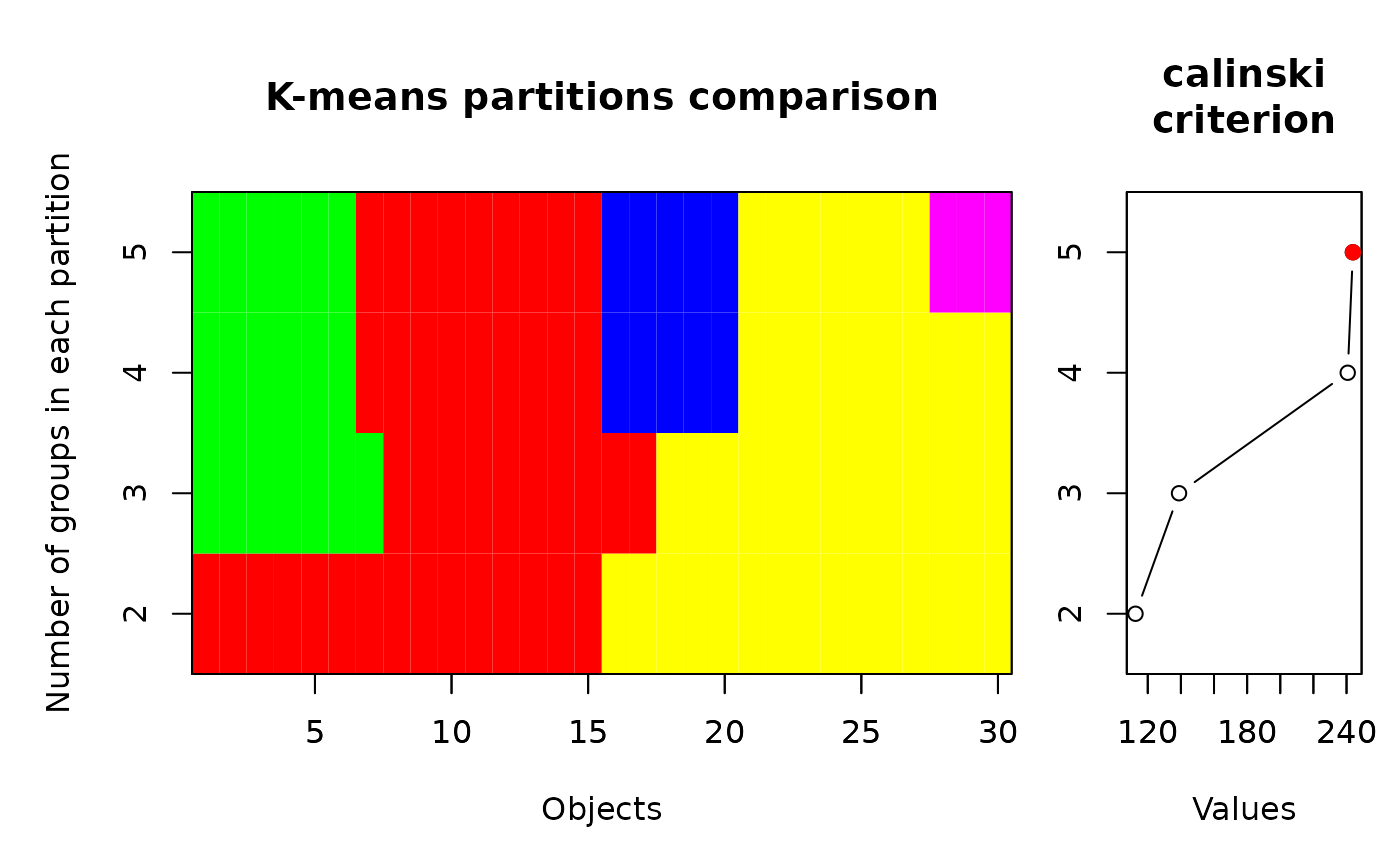 K-means partitions comparison
calinski
criterion
Number of groups in each partition
5
4
3
2
5 10 15 20 25 30
Objects
5
4
3
2
120 180 240
Values